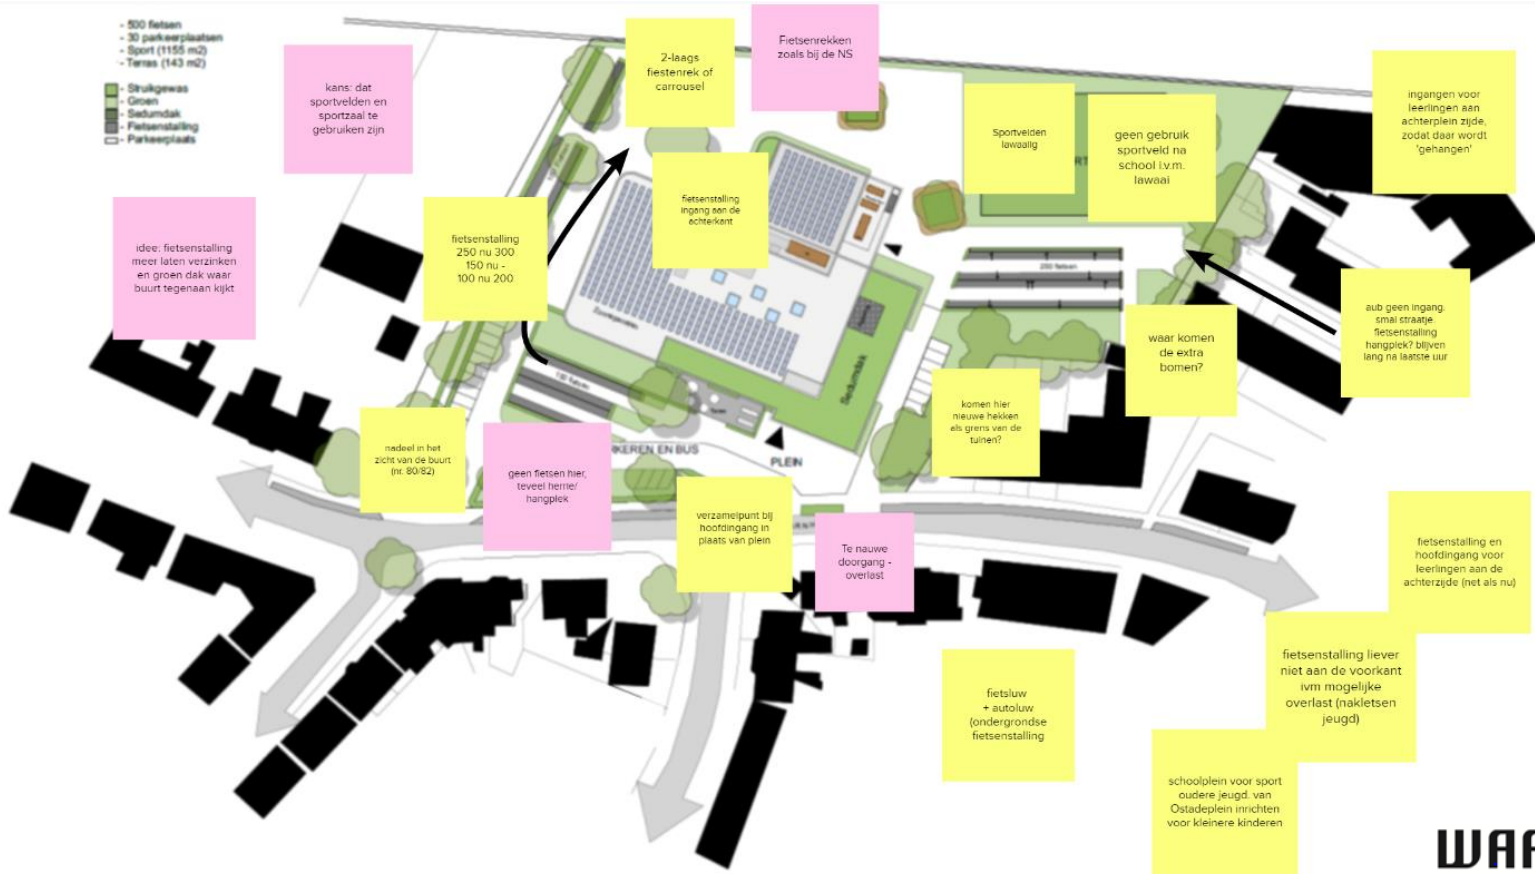 - 500 fietsen
- 30 parkeerplaatsen
- Sport (1155 m2)
- Terras (143 m2)
- Struikgewas
- Groen
- Sedumdak
- Fietsenstalling
- Parkeerplaats
kans: dat
sportvelden en
sportzaal te
gebruiken zijn
2-laags
fiestenrek of
carrousel
Fietsenrekken
zoals bij de NS
Sportvelden
lawaaiig
geen gebruik
sportveld na
school i.v.m.
lawaai
ingangen voor
leerlingen aan
achterplein zijde,
zodat daar wordt
'gehangen'
idee: fietsenstalling
meer laten verzinken
en groen dak waar
buurt tegenaan kijkt
fietsenstalling
250 nu 300
150 nu -
100 nu 200
fietsenstalling
ingang aan de
achterkant
250 fietsen
aub geen ingang.
smal straatje.
fietsenstalling
hangplek? blijven
lang na laatste uur
waar komen
de extra
bomen?
Sedumdak
150 fietsen
komen hier
nieuwe hekken
als grens van de
tuinen?
nadeel in het
zicht van de buurt
(nr. 80/82)
geen fietsen hier,
teveel herrie/
hangplek
KEREN EN BUS
PLEIN
verzamelpunt bij
hoofdingang in
plaats van plein
Te nauwe
doorgang -
overlast
fietsenstalling en
hoofdingang voor
leerlingen aan de
achterzijde (net als nu)
fietsluw
+ autoluw
(ondergrondse
fietsenstalling
fietsenstalling liever
niet aan de voorkant
ivm mogelijke
overlast (nakletsen
jeugd)
schoolplein voor sport
oudere jeugd. van
Ostadeplein inrichten
voor kleinere kinderen